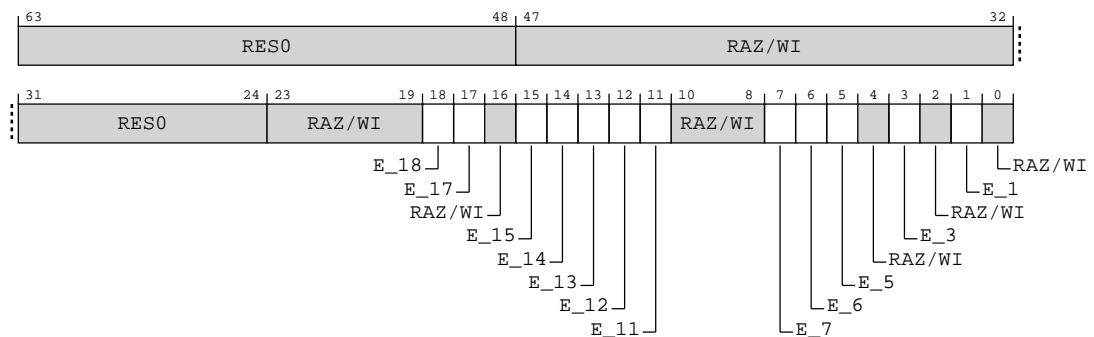 63 48 47 32
RES0 RAZ/WI
31 24 23 19 18 17 16 15 14 13 12 11 10 8 7 6 5 4 3 2 1 0
RES0 RAZ/WI RAZ/WI
E_18 RAZ/WI
E_17 E_1
RAZ/WI RAZ/WI
E_15 E_3
E_14 RAZ/WI
E_13 E_5
E_12 E_6
E_11 E_7